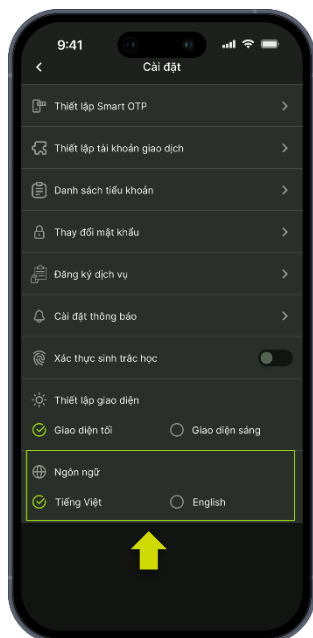 9:41
Cài đặt
Thiết lập Smart OTP
Thiết lập tài khoản giao dịch
Danh sách tiểu khoản
Thay đổi mật khẩu
Đăng ký dịch vụ
Cài đặt thông báo
Xác thực sinh trắc học
Thiết lập giao diện
Giao diện tối Giao diện sáng
Ngôn ngữ
Tiếng Việt English